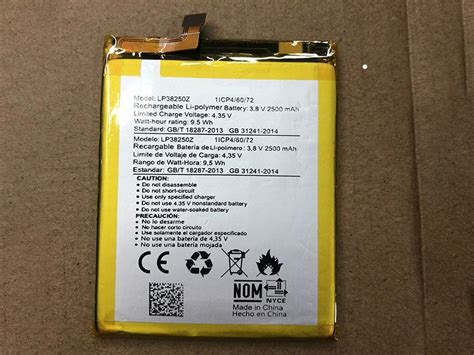 Model: LP38250Z 1ICP4/60/72
Rechargeable Li-polymer Battery: 3,8 V 2500 mAh
Limited Charge Voltage: 4.35 V
Watt-hour rating: 9.5 Wh
Standard: GB/T 18287-2013 GB 31241-2014
Model: LP38250Z 1ICP4/60/72
Recargable Batería de Li-polímero: 3,8 V 2500 mAh
Limite de Voltaje de Carga: 4,35 V
Rango de Watt-Hora: 9,5 Wh
Estandar: GB/T 18287-2013 GB 31241-2014
CAUTION:
• Do not disassemble
• Do not short circuit
• Use only specified charger
• Do not use 4,35 V nonstandard battery
• Do not use water-soaked battery
PRECAUCIÓN:
• No lo desarme
• No hacer corto circuito
• Use solamente el cargador especificado
• No use una batería de 4,35 V
• No use una batería mojada
NOM
NYCE
Made in China
Hecho en China